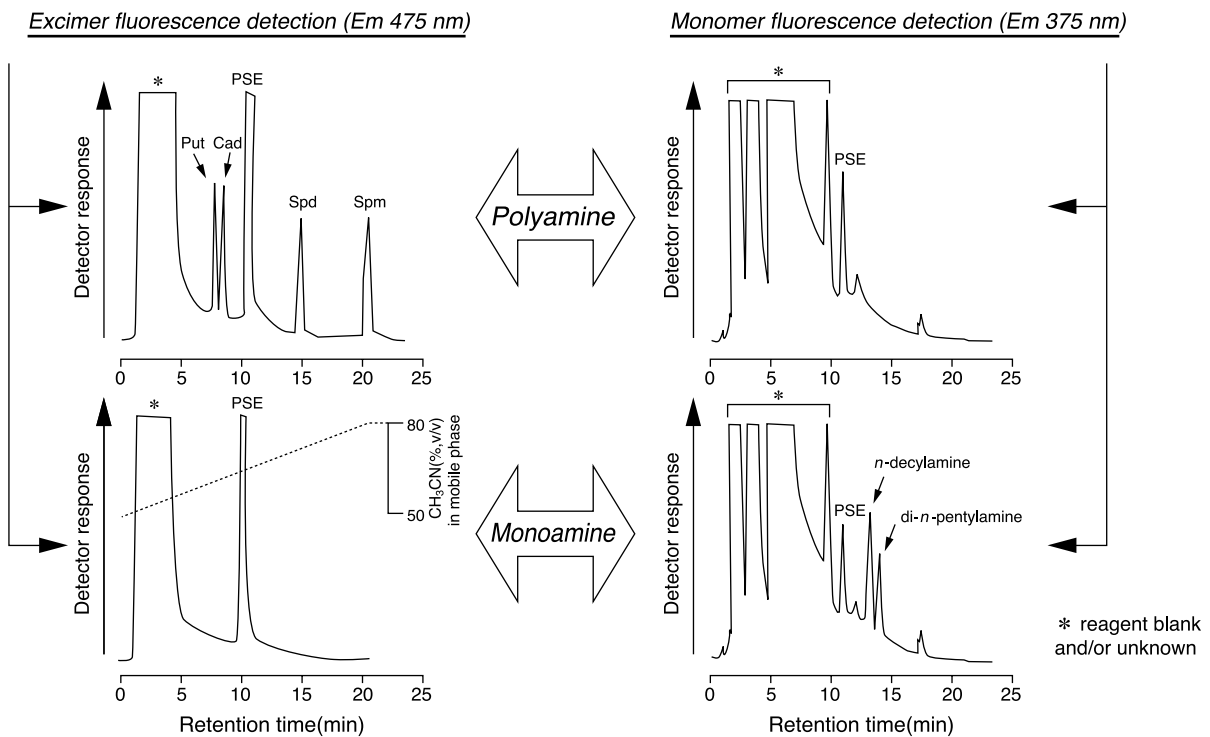 Excimer fluorescence detection (Em 475 nm)
Monomer fluorescence detection (Em 375 nm)
Detector response
*
Put
Cad
PSE
Spd
Spm
0 5 10 15 20 25
Polyamine
Detector response
*
PSE
0 5 10 15 20 25
Detector response
*
PSE
80
50
CH₃CN(%,v/v)
in mobile phase
0 5 10 15 20 25
Retention time(min)
Monoamine
Detector response
*
PSE
n-decylamine
di-n-pentylamine
0 5 10 15 20 25
Retention time(min)
* reagent blank
and/or unknown